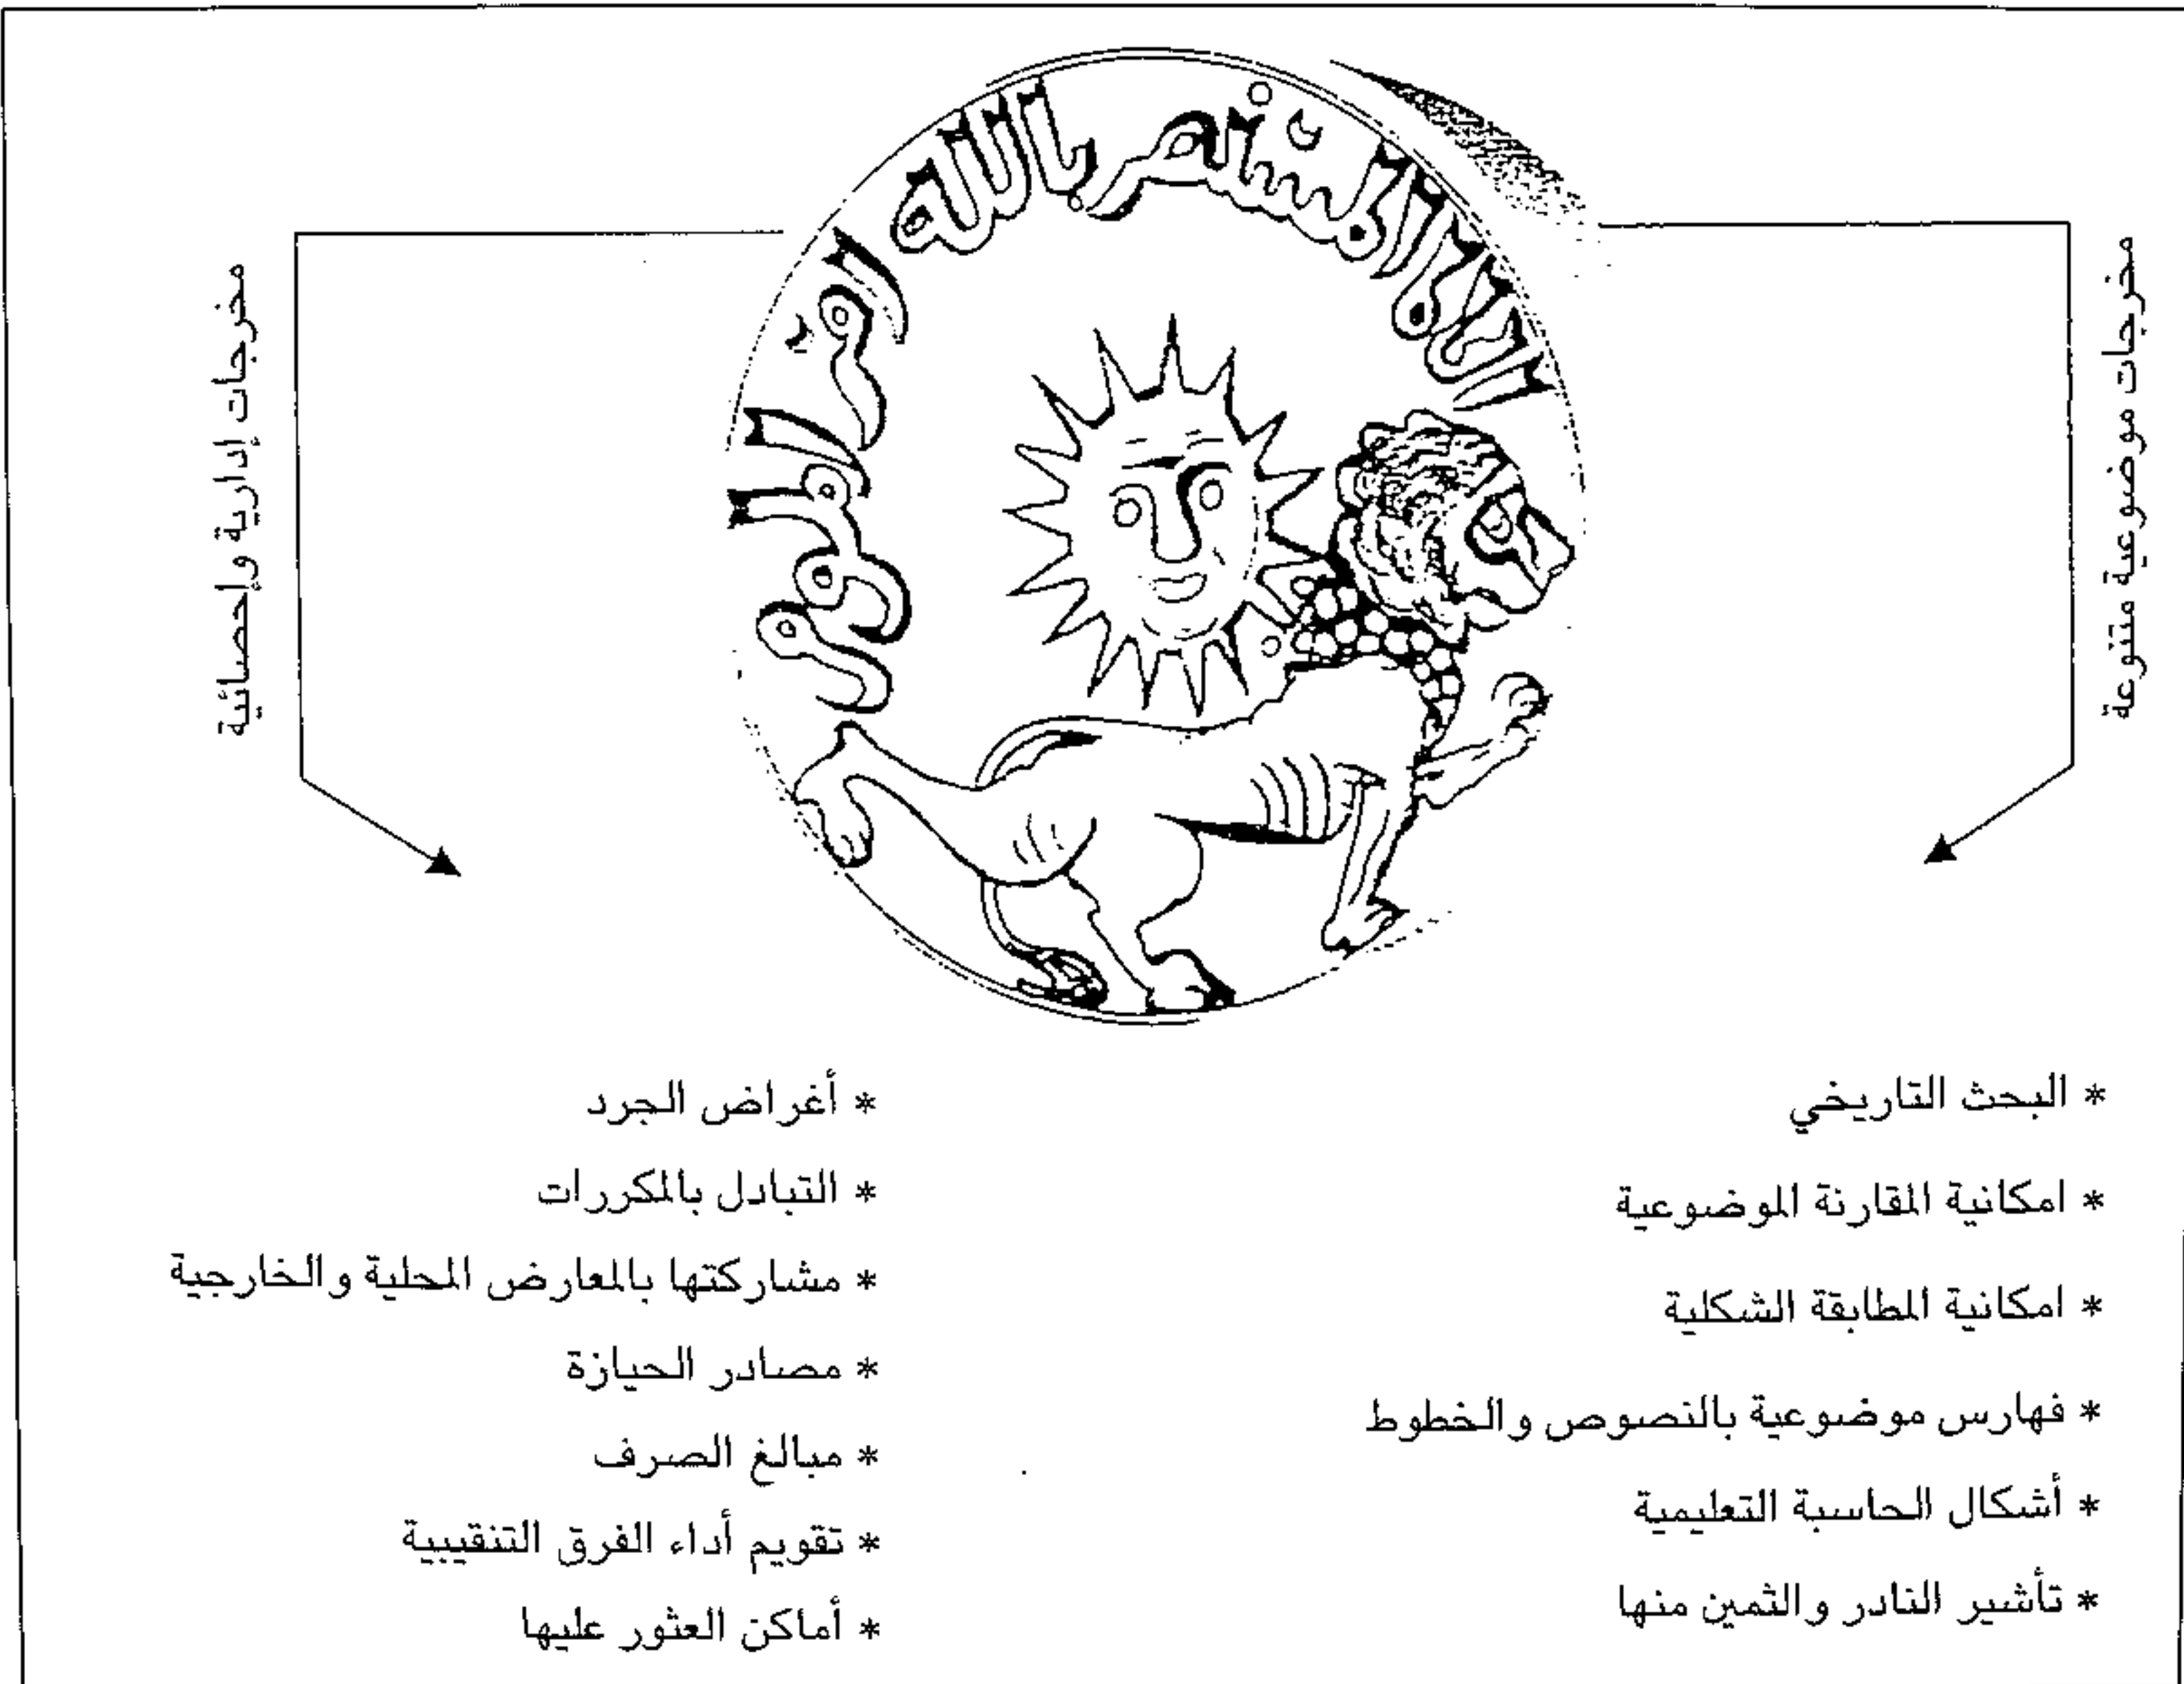 الامام المستنصر بالله امير المؤمنين
مخرجات موضوعية متنوعة
مخرجات إدارية وإحصائية
* البحث التاريخي
* امكانية المقارنة الموضوعية
* امكانية المطابقة الشكلية
* فهارس موضوعية بالنصوص والخطوط
* أشكال الحاسبة التعليمية
* تأشير النادر والثمين منها
* أغراض الجرد
* التبادل بالمكررات
* مشاركتها بالمعارض المحلية والخارجية
* مصادر الحيازة
* مبالغ الصرف
* تقويم أداء الفرق التنقيبية
* أماكن العثور عليها